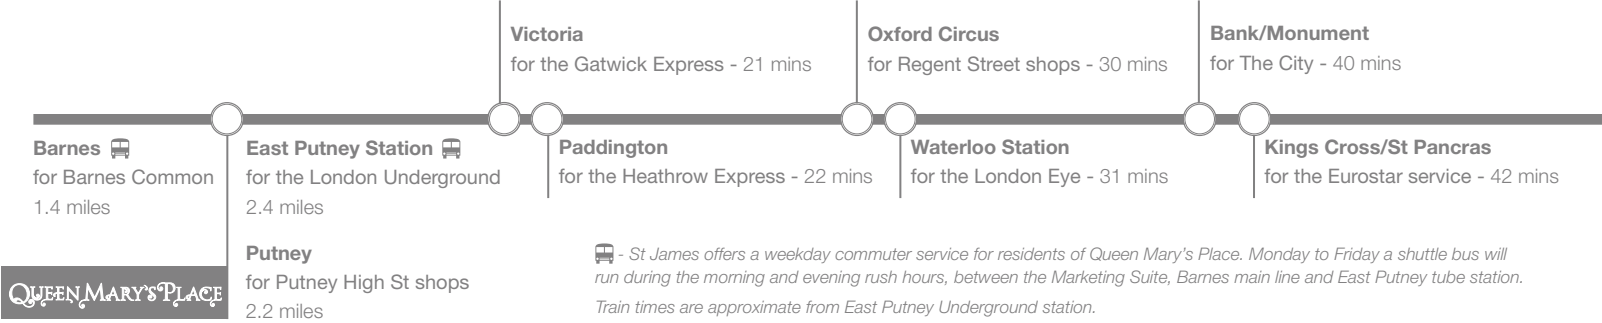 Victoria
for the Gatwick Express - 21 mins
Oxford Circus
for Regent Street shops - 30 mins
Bank/Monument
for The City - 40 mins
Barnes
for Barnes Common
1.4 miles
East Putney Station
for the London Underground
2.4 miles
Paddington
for the Heathrow Express - 22 mins
Waterloo Station
for the London Eye - 31 mins
Kings Cross/St Pancras
for the Eurostar service - 42 mins
Putney
for Putney High St shops
2.2 miles
- St James offers a weekday commuter service for residents of Queen Mary's Place. Monday to Friday a shuttle bus will
run during the morning and evening rush hours, between the Marketing Suite, Barnes main line and East Putney tube station.
Train times are approximate from East Putney Underground station.
QUEEN MARY'S PLACE